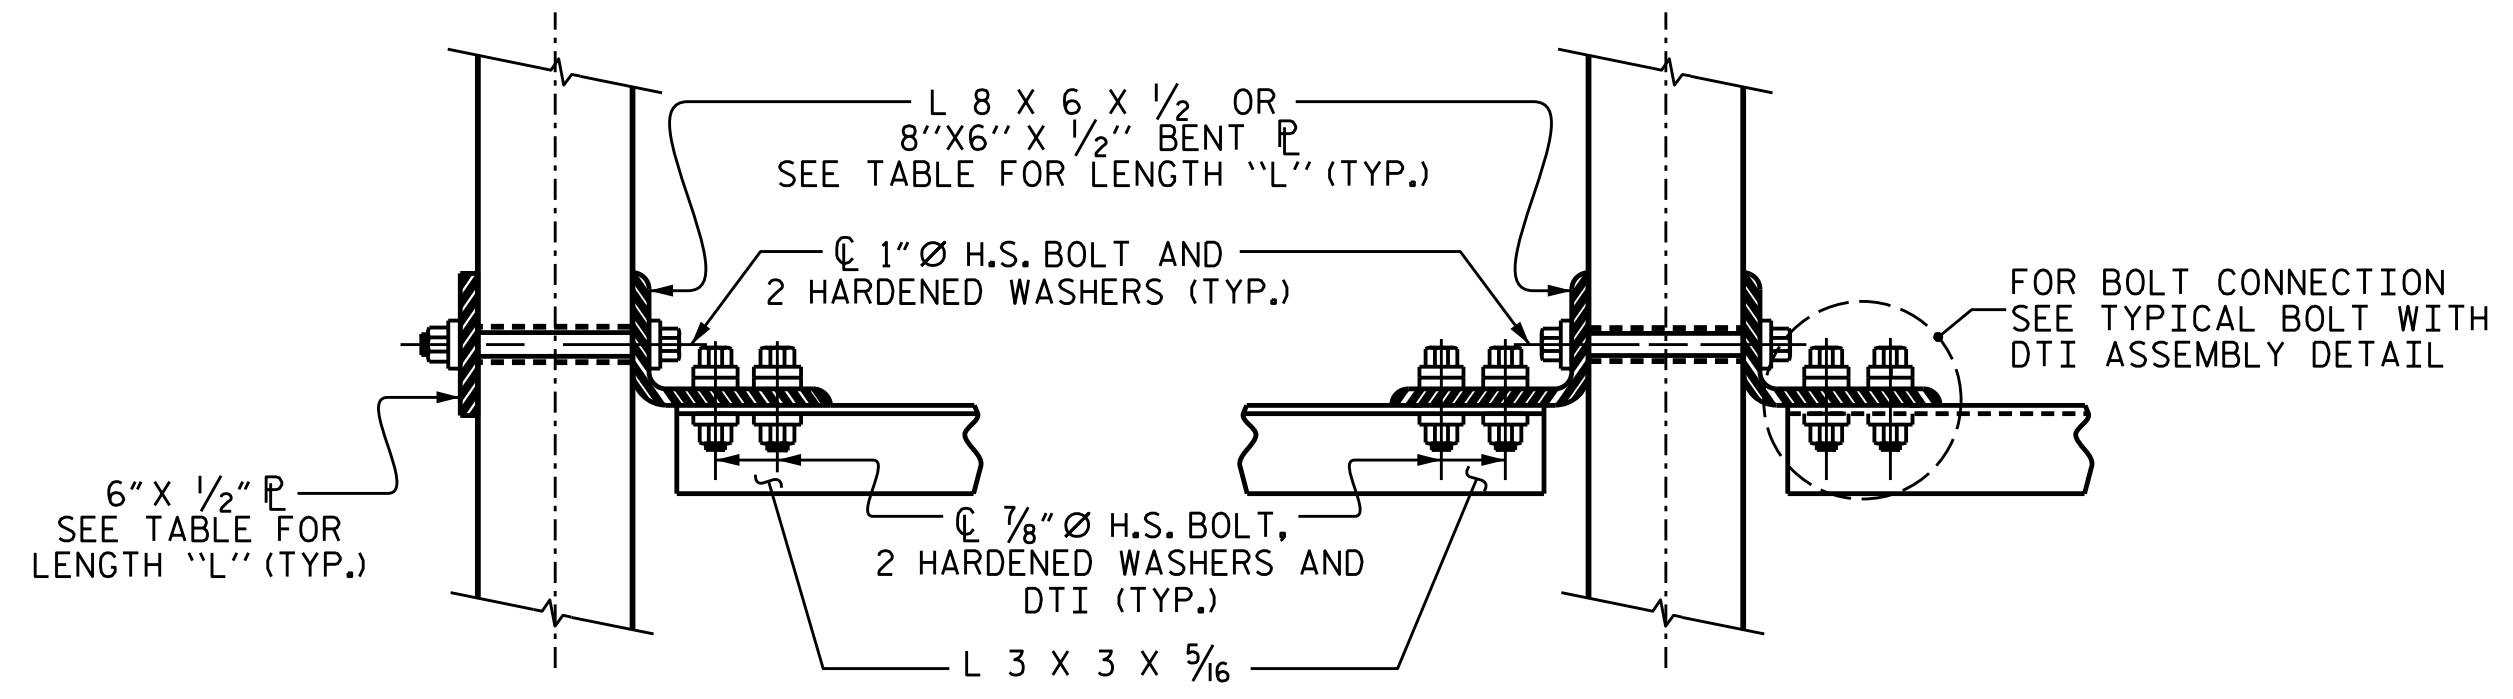 L 8 X 6 X 1/2 OR
8"X6"X 1/2" BENT PL
SEE TABLE FOR LENGTH "L" (TYP.)
CL 1"Ø H.S. BOLT AND
2 HARDENED WASHERS (TYP.)
FOR BOLT CONNECTION
SEE TYPICAL BOLT WITH
DTI ASSEMBLY DETAIL
6"X 1/2 PL
SEE TABLE FOR
LENGTH "L" (TYP.)
CL 7/8"Ø H.S. BOLT,
2 HARDENED WASHERS AND
DTI (TYP.)
L 3 X 3 X 5/16